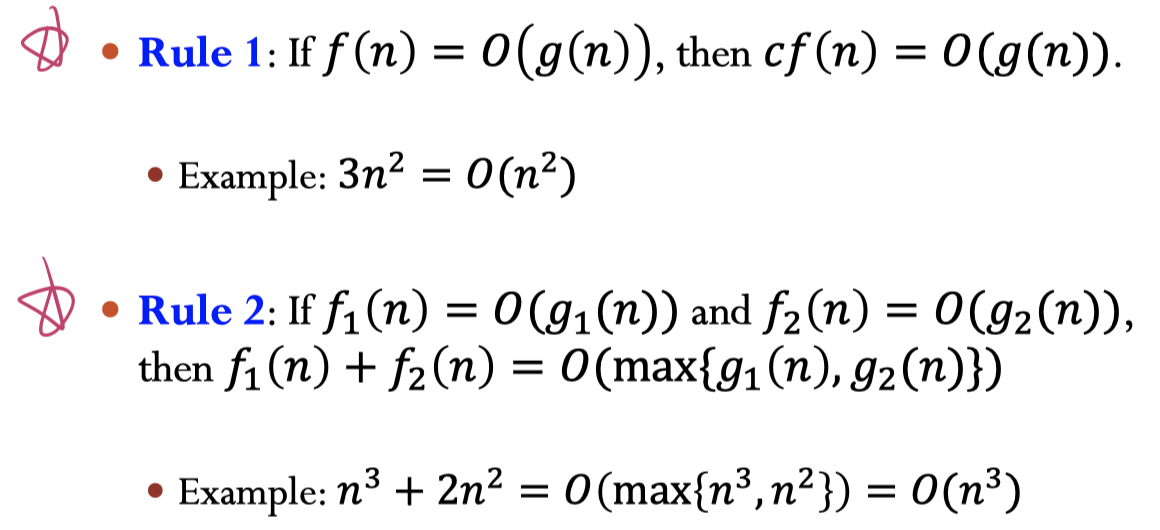 • Rule 1: If f(n) = O(g(n)), then cf(n) = O(g(n)).
• Example: 3n² = O(n²)
• Rule 2: If f₁(n) = O(g₁(n)) and f₂(n) = O(g₂(n)),
then f₁(n) + f₂(n) = O(max{g₁(n), g₂(n)})
• Example: n³ + 2n² = O(max{n³, n²}) = O(n³)